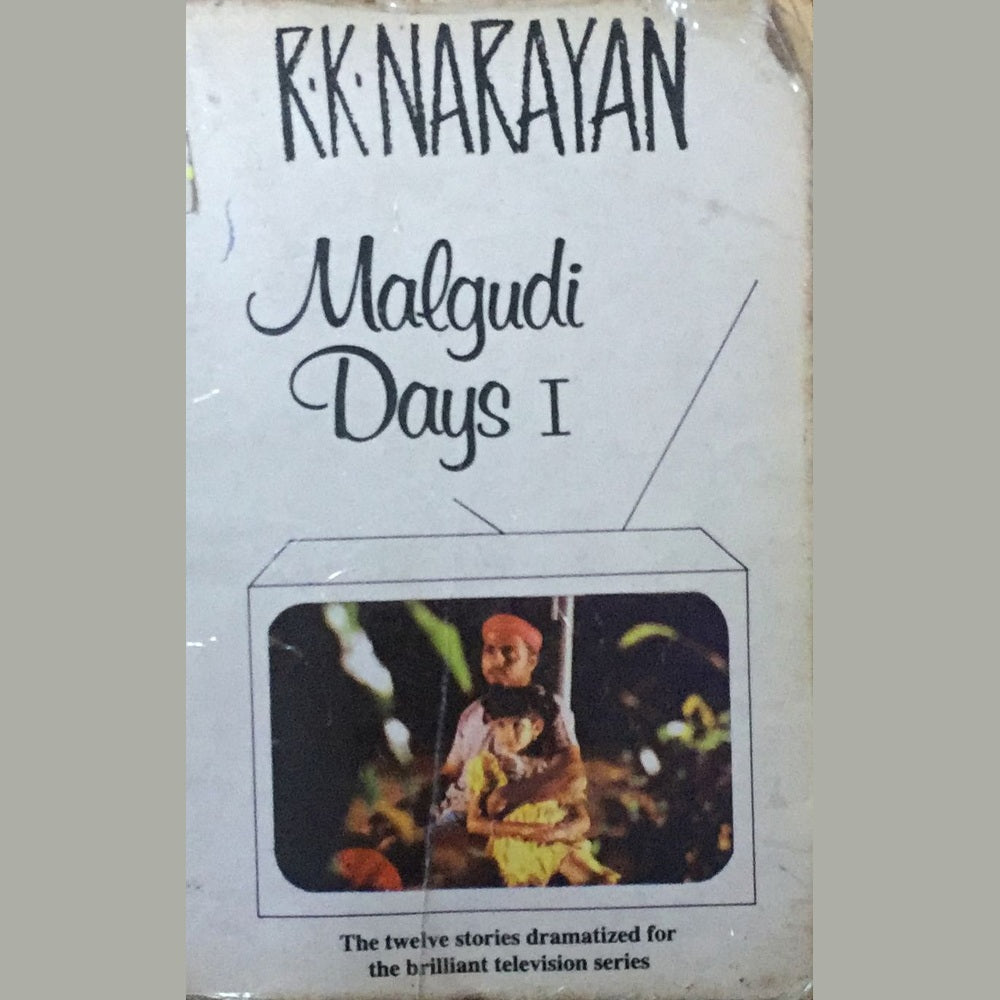 R·K·NARAYAN
Malgudi
Days I
The twelve stories dramatized for
the brilliant television series